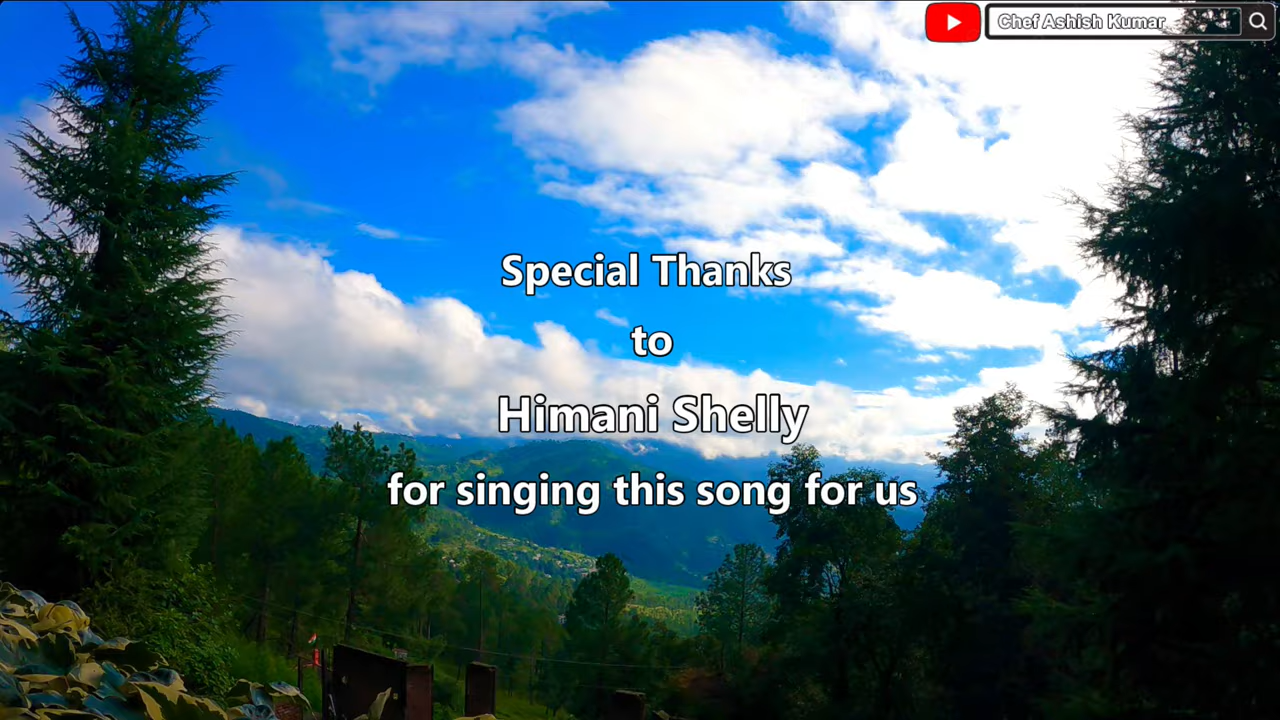 Chef Ashish Kumar
Special Thanks
to
Himani Shelly
for singing this song for us